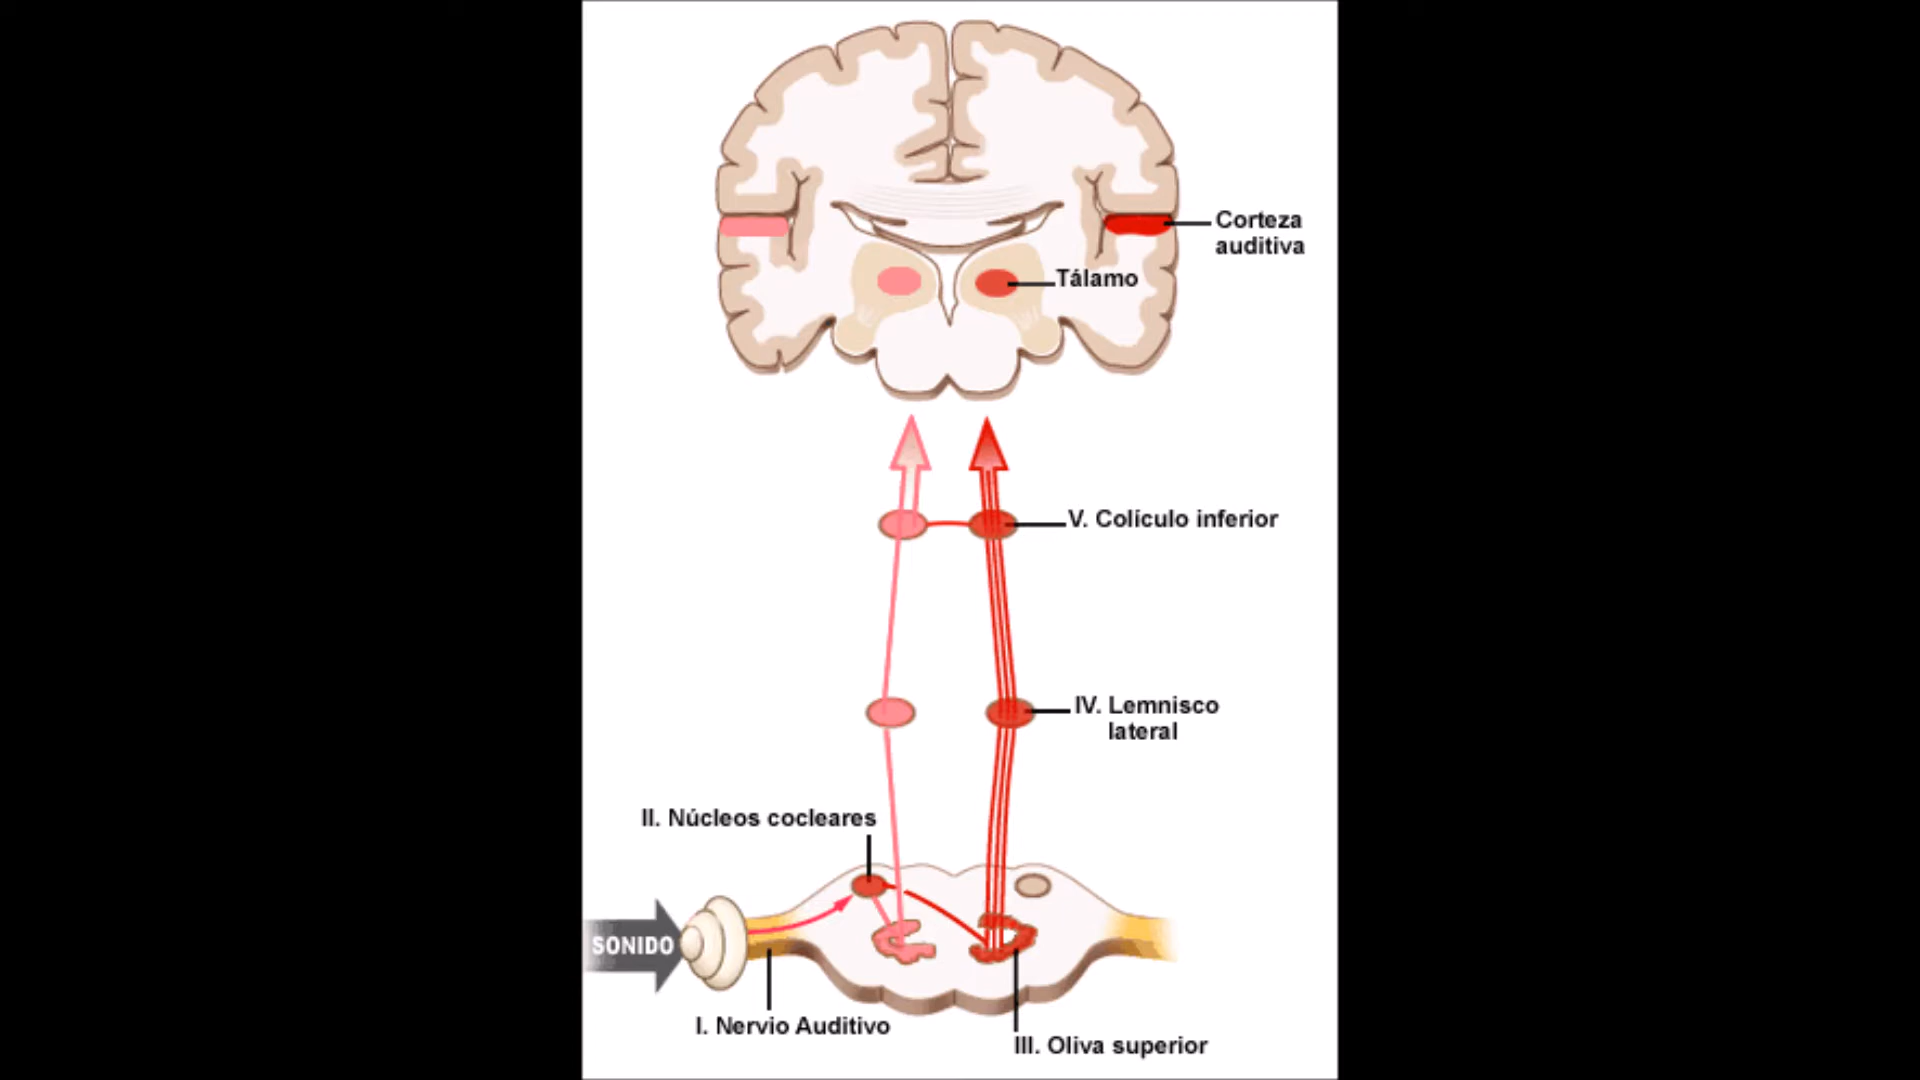 Corteza
auditiva
Tálamo
V. Colículo inferior
IV. Lemnisco
lateral
II. Núcleos cocleares
SONIDO
I. Nervio Auditivo
III. Oliva superior